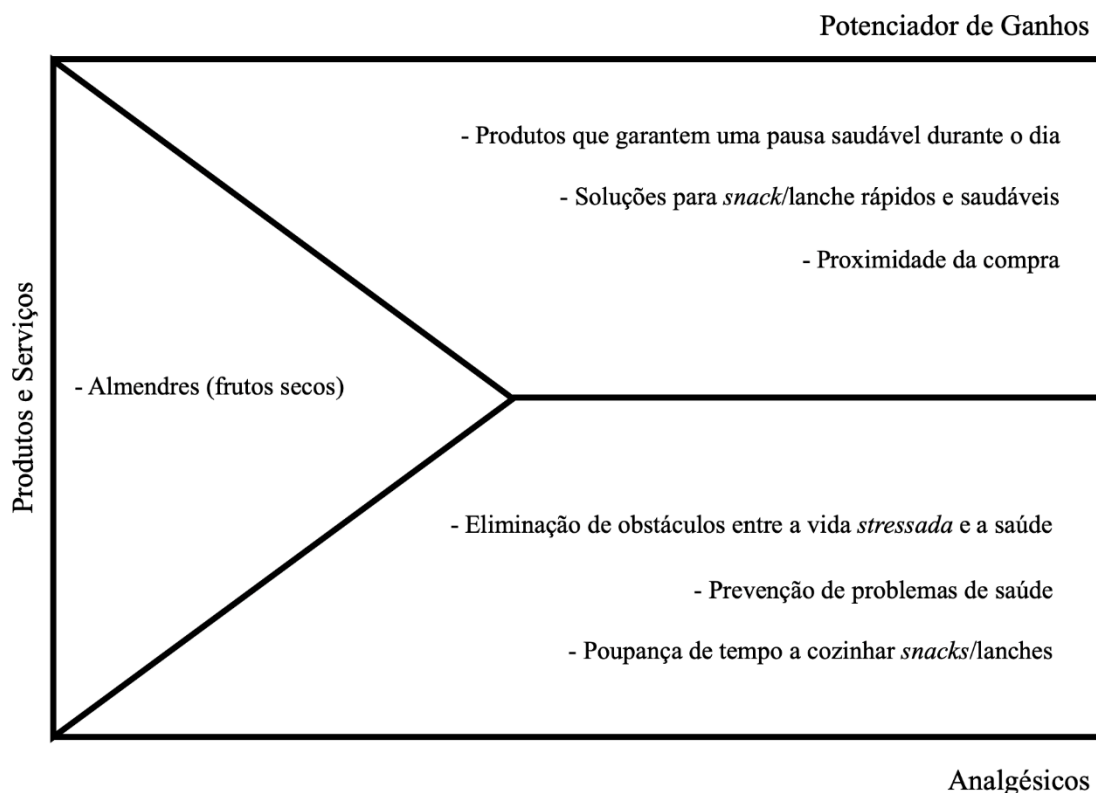 Potenciador de Ganhos
- Produtos que garantem uma pausa saudável durante o dia
- Soluções para snack/lanche rápidos e saudáveis
- Proximidade da compra
Produtos e Serviços
- Almendres (frutos secos)
- Eliminação de obstáculos entre a vida stressada e a saúde
- Prevenção de problemas de saúde
- Poupança de tempo a cozinhar snacks/lanches
Analgésicos